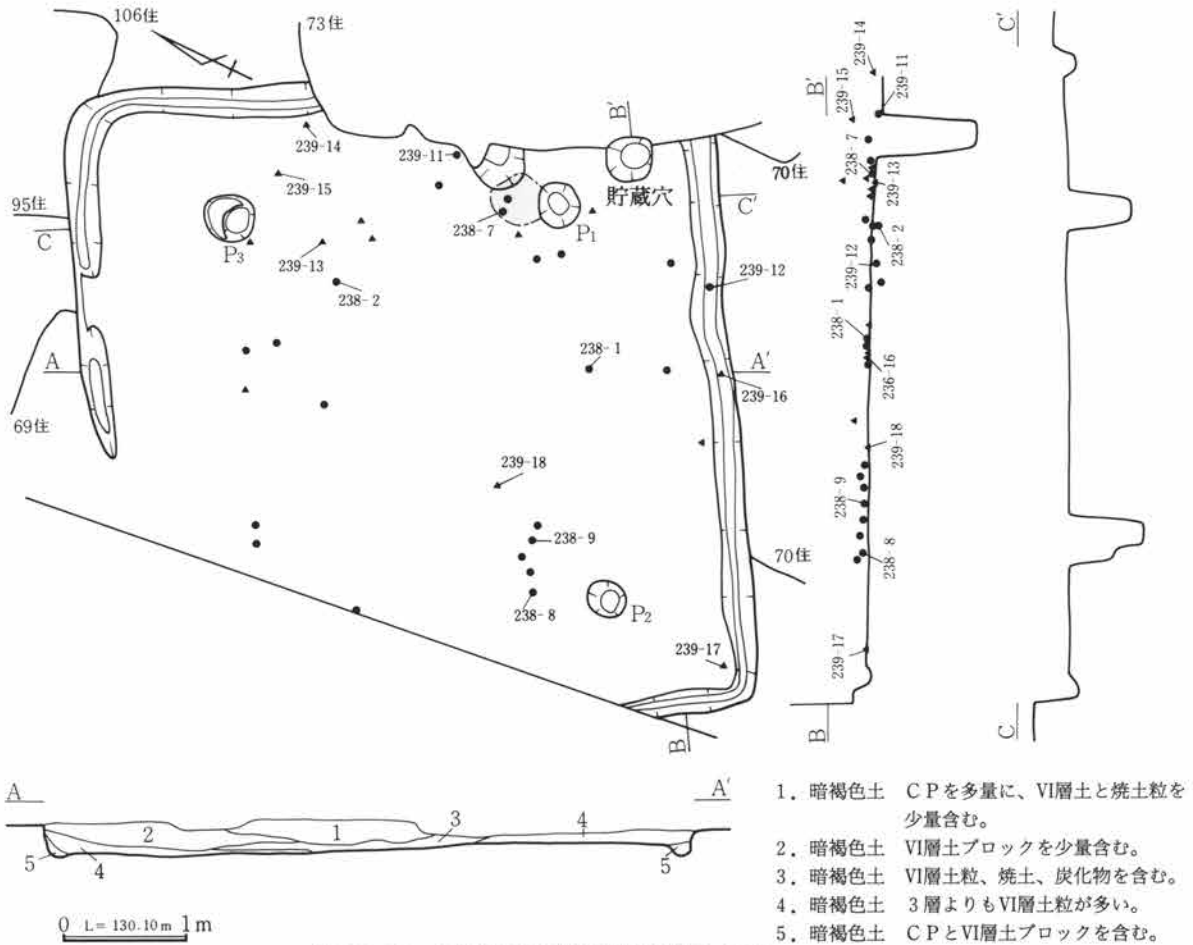 106住
73住
B′
239-14
239-15
239-11
238-7
P₁
貯蔵穴
70住
C′
95住
C
P₃
239-13
238-2
239-12
238-1
A
A′
239-16
69住
239-18
238-9
238-8
P₂
70住
239-17
B
B′
239-14
239-15
239-11
238-7
239-13
238-2
239-12
238-1
236-16
239-18
238-9
238-8
239-17
B
C′
C
A
A′
2
1
3
4
5
4
5
0 L= 130.10m 1m
1. 暗褐色土 CPを多量に、VI層土と焼土粒を
少量含む。
2. 暗褐色土 VI層土ブロックを少量含む。
3. 暗褐色土 VI層土粒、焼土、炭化物を含む。
4. 暗褐色土 3層よりもVI層土粒が多い。
5. 暗褐色土 CPとVI層土ブロックを含む。